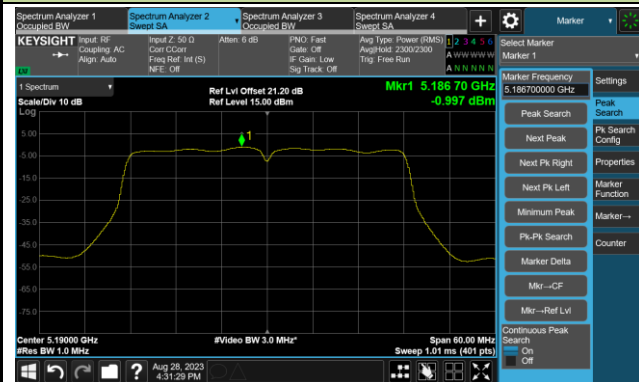 Spectrum Analyzer 1
Occupied BW
Spectrum Analyzer 2
Swept SA
Spectrum Analyzer 3
Occupied BW
Spectrum Analyzer 4
Swept SA
+
Marker
KEYSIGHT
LVI
Input: RF
Coupling: AC
Align: Auto
Input Z: 50 Ω
Corr CCorr
Freq Ref: Int (S)
NFE: Off
Atten: 6 dB
PNO: Fast
Gate: Off
IF Gain: Low
Sig Track: Off
Avg Type: Power (RMS)
Avg|Hold: 2300/2300
Trig: Free Run
1 2 3 4 5 6
A W W W W W
A N N N N N
Select Marker
Marker 1
1 Spectrum
Scale/Div 10 dB
Log
Ref Lvl Offset 21.20 dB
Ref Level 15.00 dBm
Mkr1 5.186 70 GHz
-0.997 dBm
1
5.00
-5.00
-15.0
-25.0
-35.0
-45.0
-55.0
-65.0
-75.0
Center 5.19000 GHz
#Res BW 1.0 MHz
#Video BW 3.0 MHz*
Span 60.00 MHz
Sweep 1.01 ms (401 pts)
Marker Frequency
5.186700000 GHz
Peak Search
Next Peak
Next Pk Right
Next Pk Left
Minimum Peak
Pk-Pk Search
Marker Delta
Mkr→CF
Mkr→Ref Lvl
Continuous Peak
Search
On
Off
Settings
Peak
Search
Pk Search
Config
Properties
Marker
Function
Marker→
Counter
?
Aug 28, 2023
4:31:29 PM